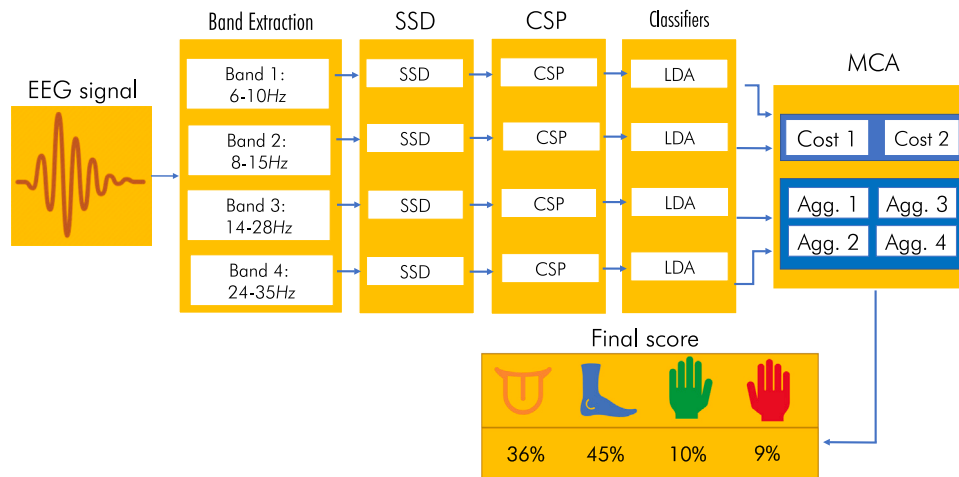 Band Extraction
SSD
CSP
Classifiers
MCA
EEG signal
Band 1:
6-10Hz
SSD
CSP
LDA
Band 2:
8-15Hz
SSD
CSP
LDA
Band 3:
14-28Hz
SSD
CSP
LDA
Band 4:
24-35Hz
SSD
CSP
LDA
Cost 1
Cost 2
Agg. 1
Agg. 3
Agg. 2
Agg. 4
Final score
36%
45%
10%
9%